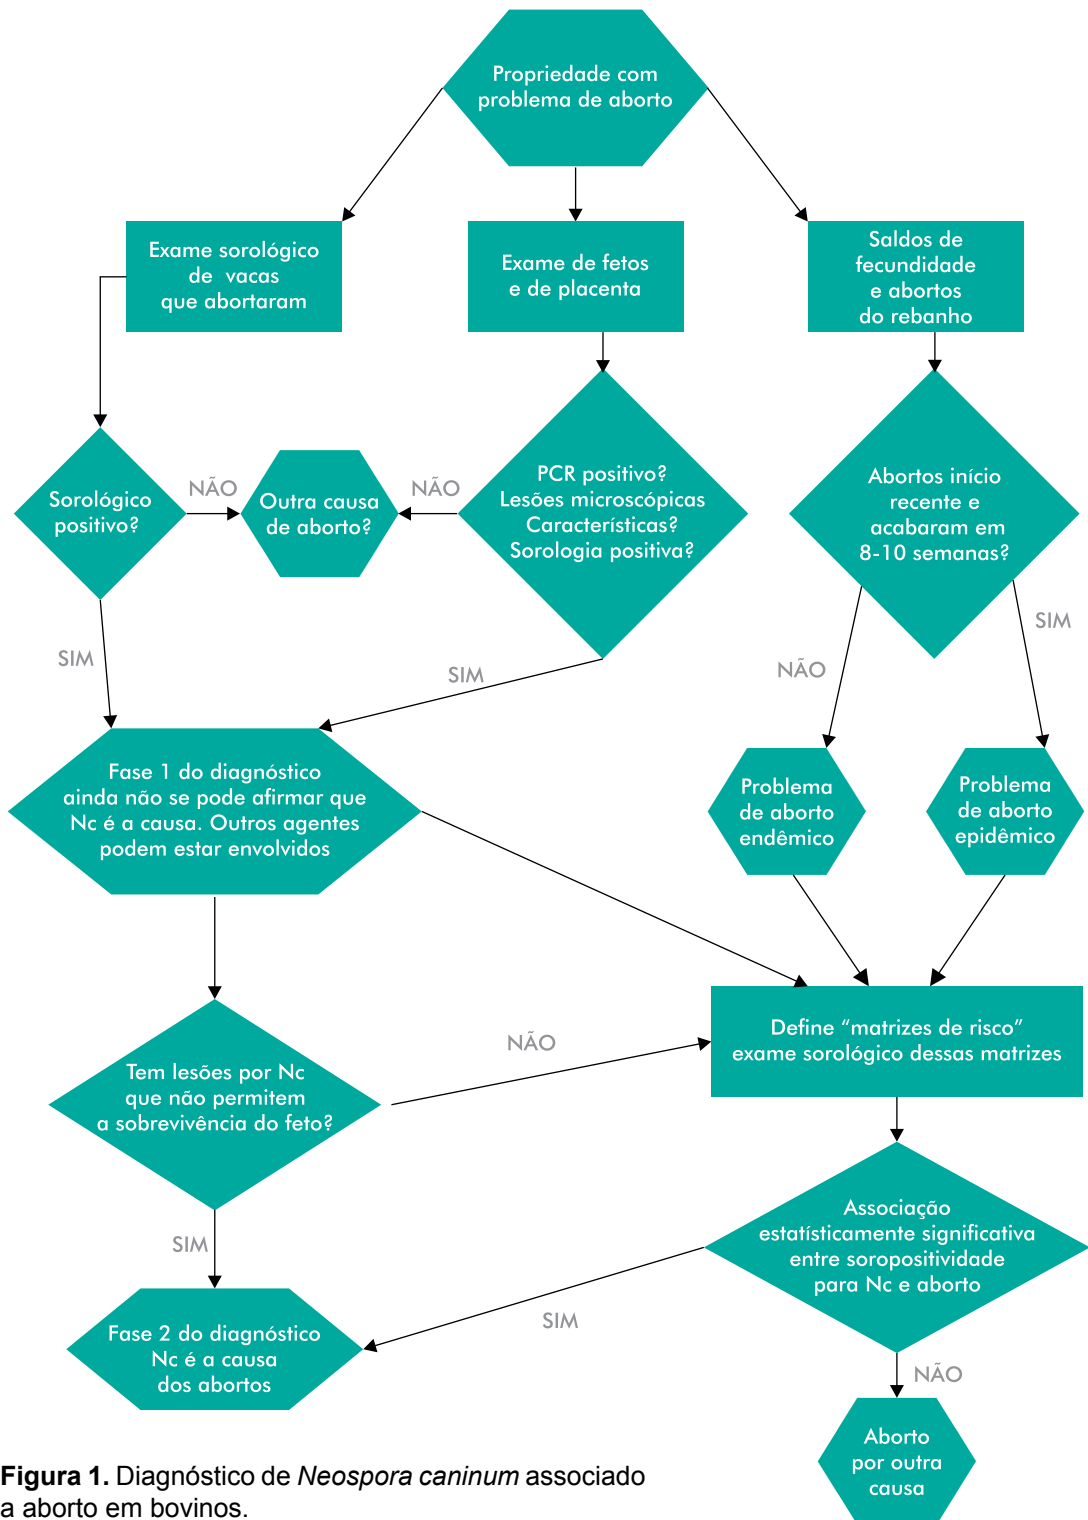 Propriedade com
problema de aborto
Exame sorológico
de vacas
que abortaram
Exame de fetos
e de placenta
Saldos de
fecundidade
e abortos
do rebanho
Sorológico
positivo?
NÃO
Outra causa
de aborto?
NÃO
PCR positivo?
Lesões microscópicas
Características?
Sorologia positiva?
Abortos início
recente e
acabaram em
8-10 semanas?
SIM
SIM
NÃO
SIM
Fase 1 do diagnóstico
ainda não se pode afirmar que
Nc é a causa. Outros agentes
podem estar envolvidos
Problema
de aborto
endêmico
Problema
de aborto
epidêmico
Tem lesões por Nc
que não permitem
a sobrevivência do feto?
NÃO
Define “matrizes de risco”
exame sorológico dessas matrizes
SIM
Associação
estatísticamente significativa
entre soropositividade
para Nc e aborto
SIM
Fase 2 do diagnóstico
Nc é a causa
dos abortos
NÃO
Aborto
por outra
causa
Figura 1. Diagnóstico de Neospora caninum associado
a aborto em bovinos.